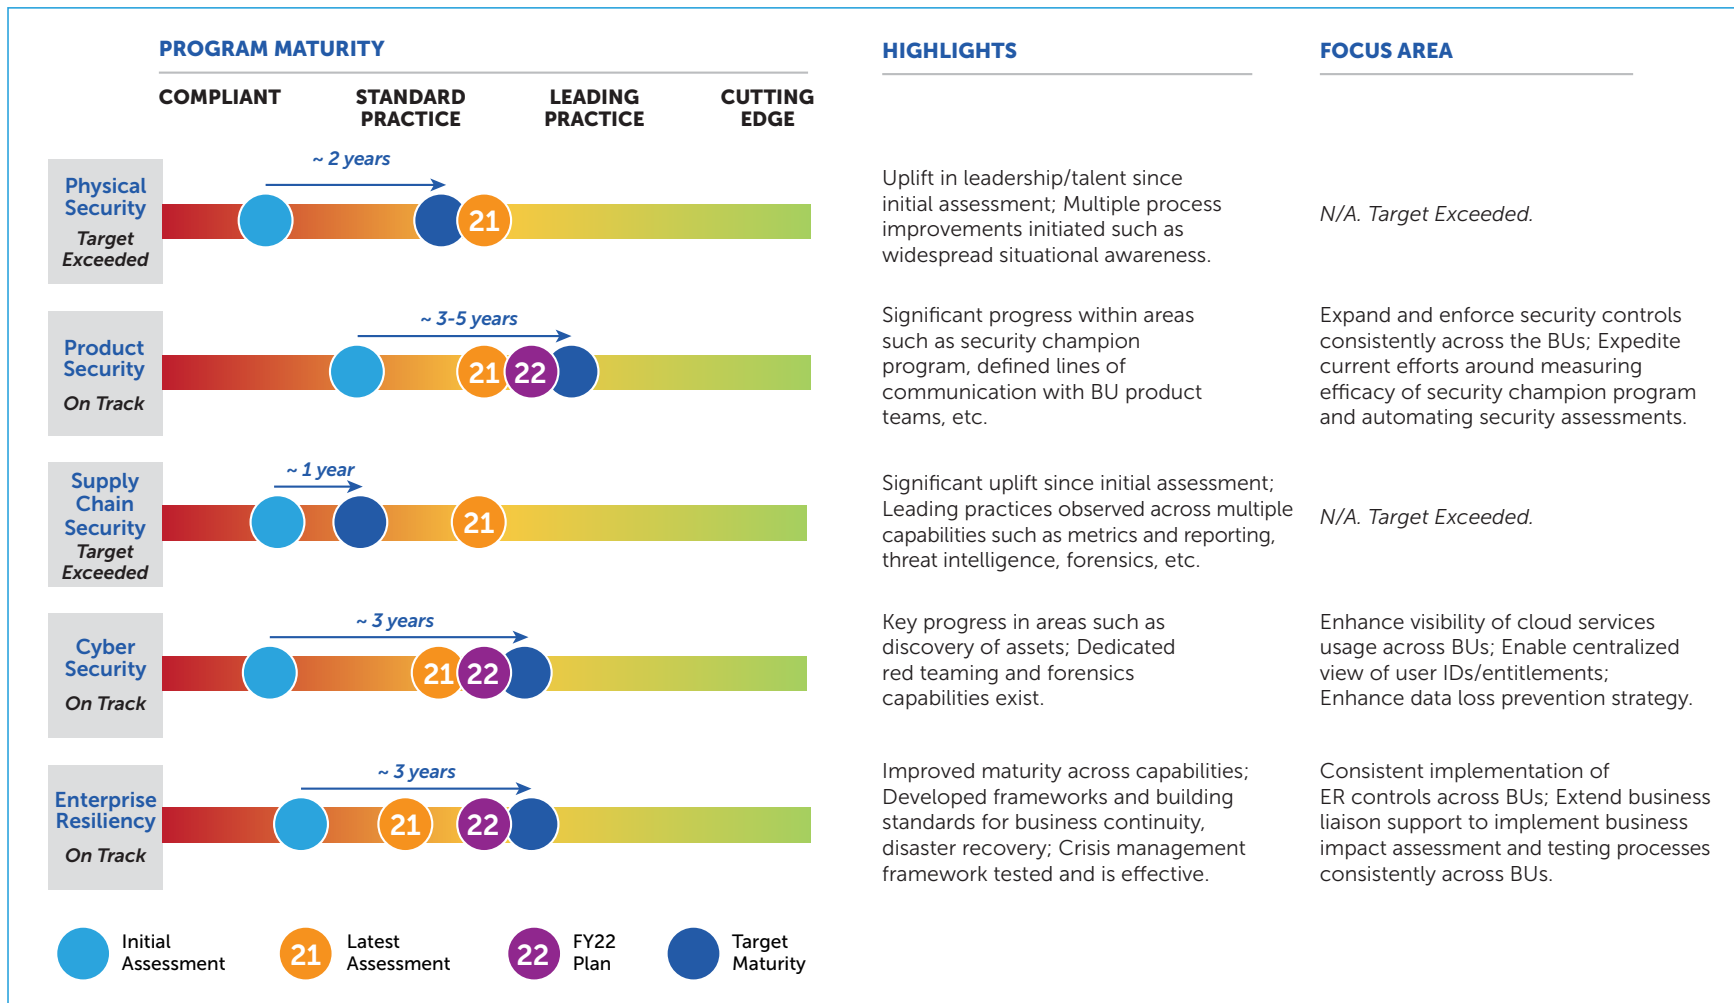 PROGRAM MATURITY
HIGHLIGHTS
FOCUS AREA
COMPLIANT
STANDARD
PRACTICE
LEADING
PRACTICE
CUTTING
EDGE
Physical
Security
Target
Exceeded
~ 2 years
21
Uplift in leadership/talent since
initial assessment; Multiple process
improvements initiated such as
widespread situational awareness.
N/A. Target Exceeded.
Product
Security
On Track
~ 3-5 years
21
22
Significant progress within areas
such as security champion
program, defined lines of
communication with BU product
teams, etc.
Expand and enforce security controls
consistently across the BUs; Expedite
current efforts around measuring
efficacy of security champion program
and automating security assessments.
Supply
Chain
Security
Target
Exceeded
~ 1 year
21
Significant uplift since initial assessment;
Leading practices observed across multiple
capabilities such as metrics and reporting,
threat intelligence, forensics, etc.
N/A. Target Exceeded.
Cyber
Security
On Track
~ 3 years
21
22
Key progress in areas such as
discovery of assets; Dedicated
red teaming and forensics
capabilities exist.
Enhance visibility of cloud services
usage across BUs; Enable centralized
view of user IDs/entitlements;
Enhance data loss prevention strategy.
Enterprise
Resiliency
On Track
~ 3 years
21
22
Improved maturity across capabilities;
Developed frameworks and building
standards for business continuity,
disaster recovery; Crisis management
framework tested and is effective.
Consistent implementation of
ER controls across BUs; Extend business
liaison support to implement business
impact assessment and testing processes
consistently across BUs.
Initial
Assessment
21
Latest
Assessment
22
FY22
Plan
Target
Maturity